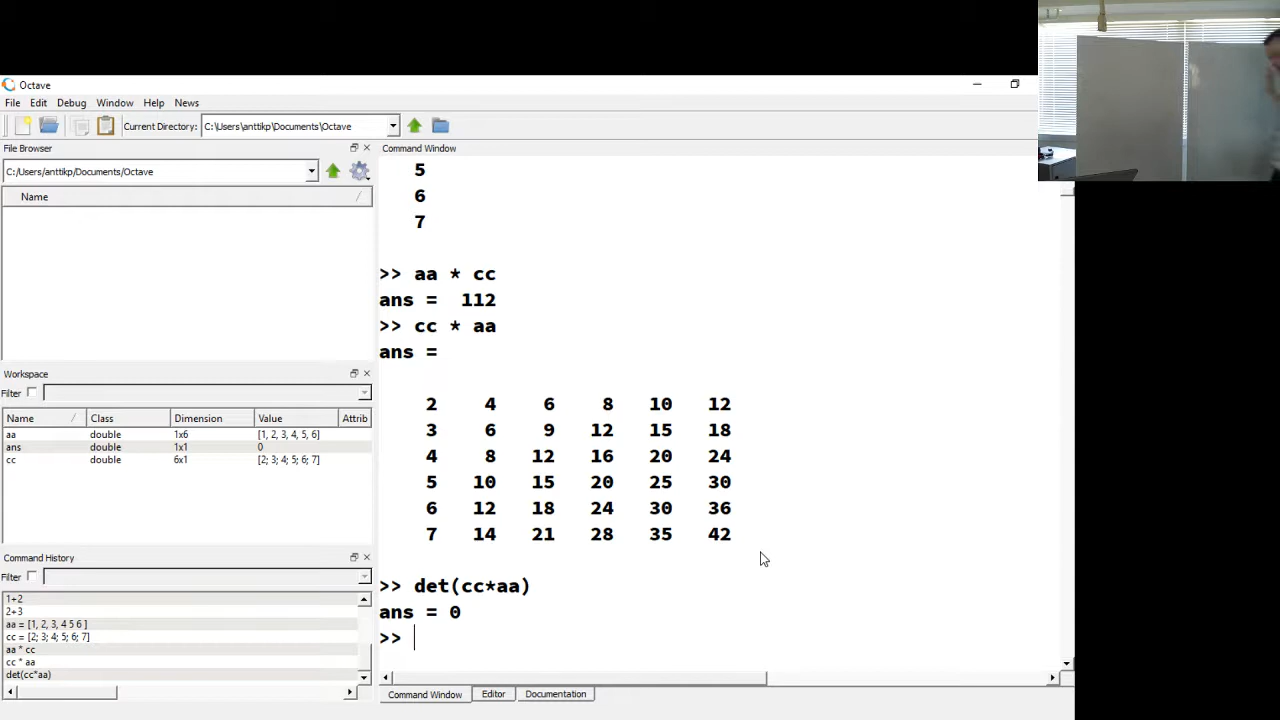 Octave
File Edit Debug Window Help News
Current Directory: C:\Users\anttikp\Documents\Octave
File Browser
C:/Users/anttikp/Documents/Octave
Name
Workspace
Filter
Name Class Dimension Value Attrib
aa double 1x6 [1, 2, 3, 4, 5, 6]
ans double 1x1 0
cc double 6x1 [2; 3; 4; 5; 6; 7]
Command History
Filter
1+2
2+3
aa = [1, 2, 3, 4 5 6 ]
cc = [2; 3; 4; 5; 6; 7]
aa * cc
cc * aa
det(cc*aa)
Command Window
5
6
7
>> aa * cc
ans = 112
>> cc * aa
ans =
2 4 6 8 10 12
3 6 9 12 15 18
4 8 12 16 20 24
5 10 15 20 25 30
6 12 18 24 30 36
7 14 21 28 35 42
>> det(cc*aa)
ans = 0
>>
Command Window Editor Documentation